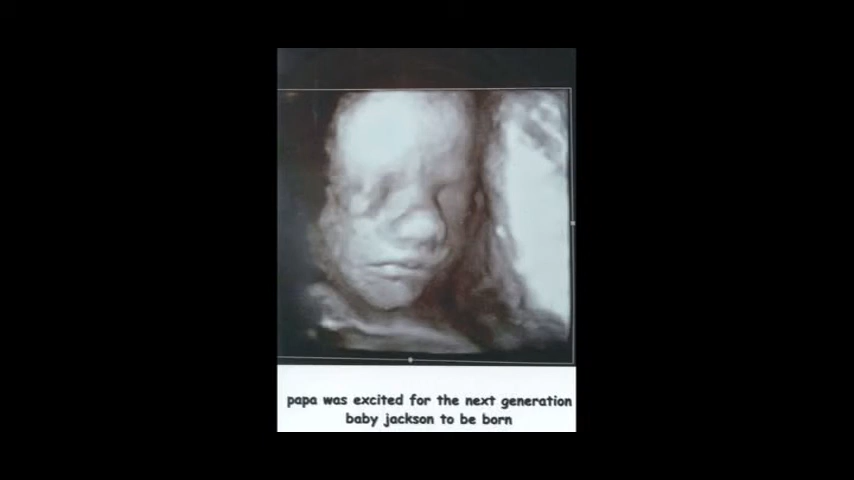 papa was excited for the next generation
baby jackson to be born